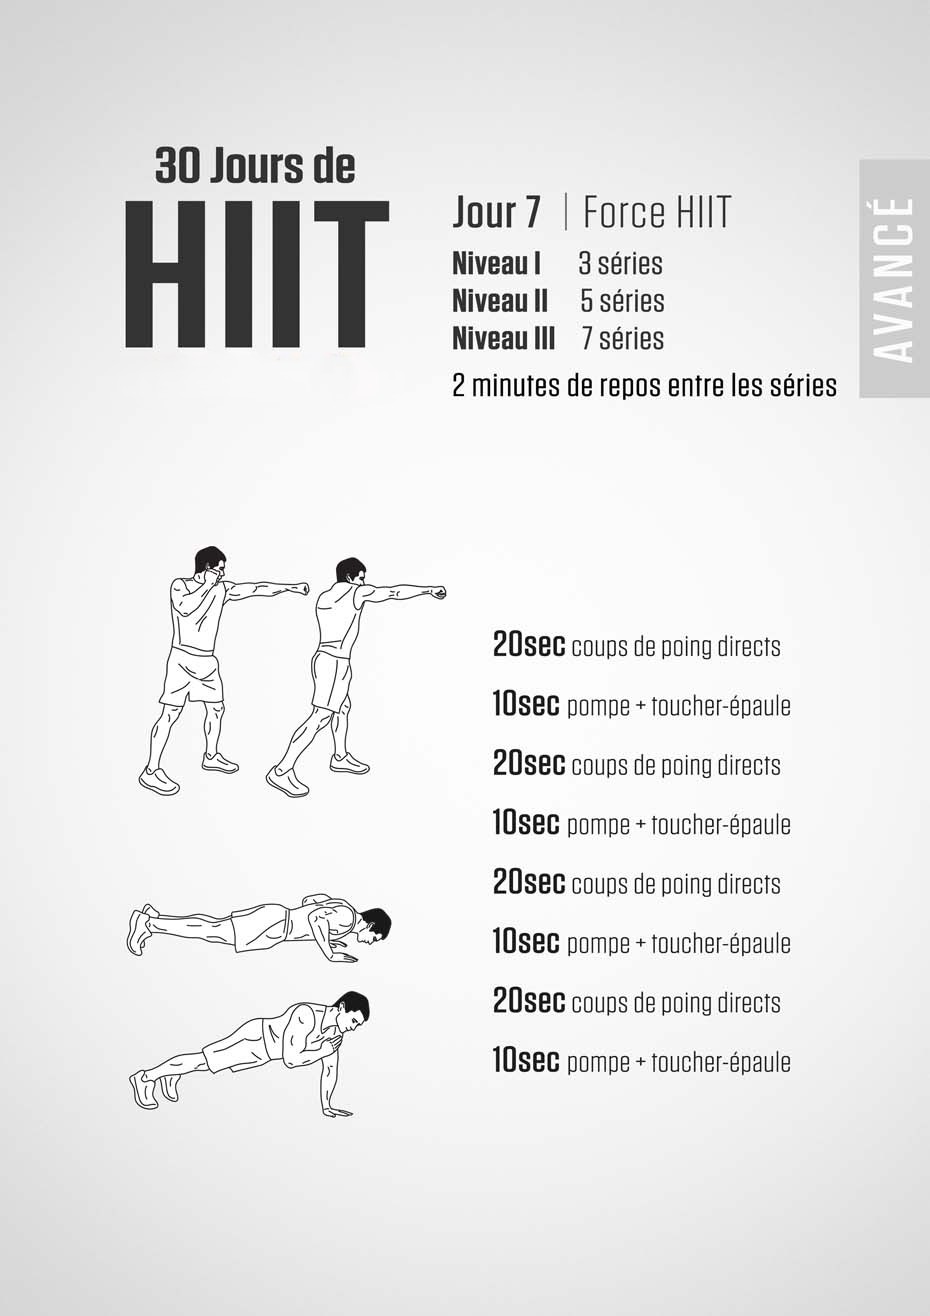 30 Jours de
HIIT
Jour 7 | Force HIIT
Niveau I 3 séries
Niveau II 5 séries
Niveau III 7 séries
2 minutes de repos entre les séries
AVANCÉ
20sec coups de poing directs
10sec pompe + toucher-épaule
20sec coups de poing directs
10sec pompe + toucher-épaule
20sec coups de poing directs
10sec pompe + toucher-épaule
20sec coups de poing directs
10sec pompe + toucher-épaule